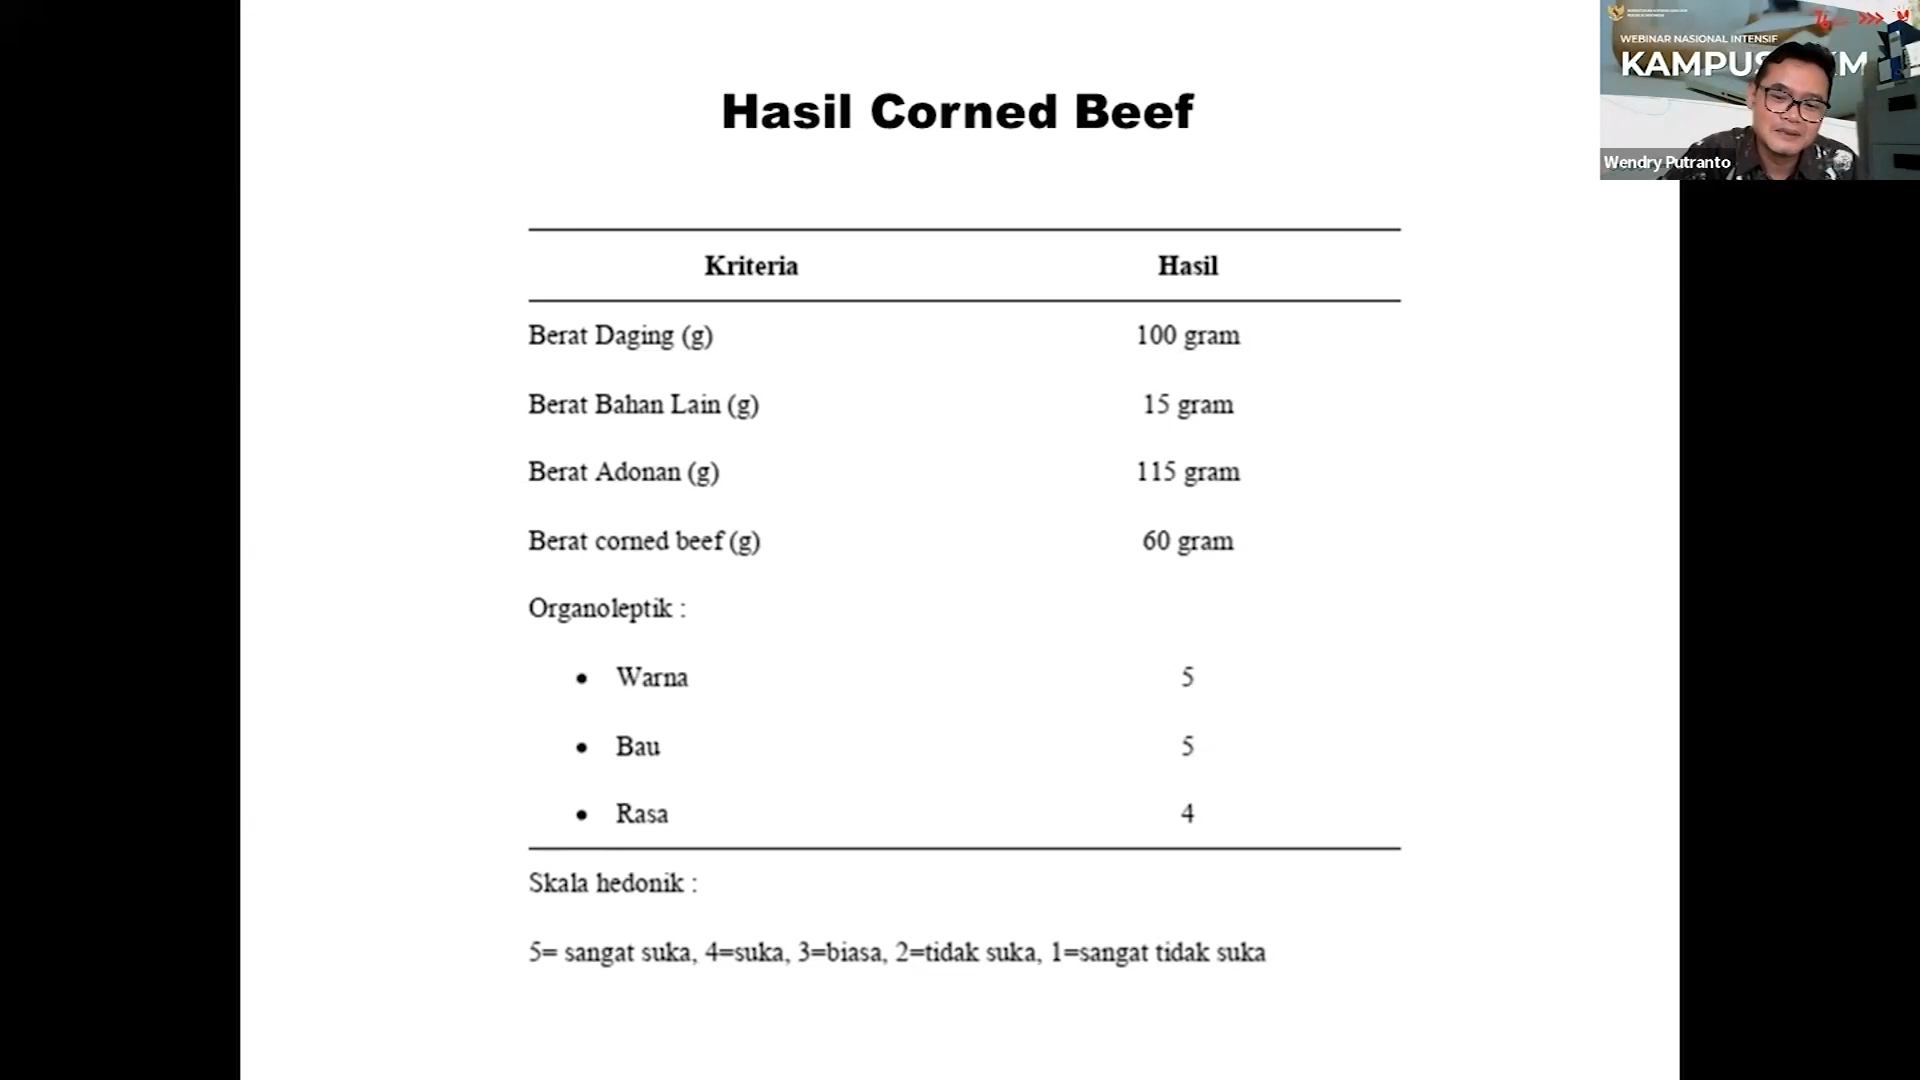 WEBINAR NASIONAL INTENSIF
KAMPUS
Wendry Putranto
Hasil Corned Beef
Kriteria Hasil
Berat Daging (g) 100 gram
Berat Bahan Lain (g) 15 gram
Berat Adonan (g) 115 gram
Berat corned beef (g) 60 gram
Organoleptik :
• Warna 5
• Bau 5
• Rasa 4
Skala hedonik :
5= sangat suka, 4=suka, 3=biasa, 2=tidak suka, 1=sangat tidak suka